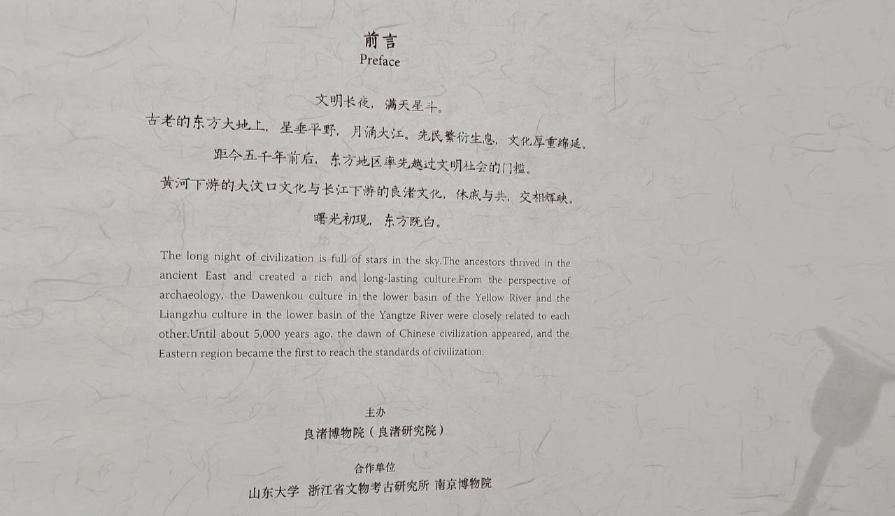 前言
Preface
文明长夜，满天星斗。
古老的东方大地上，星垂平野，月涌大江。先民繁衍生息，文化厚重绵延。
距今五千年前后，东方地区率先越过文明社会的门槛。
黄河下游的大汶口文化与长江下游的良渚文化，休戚与共，交相辉映。
曙光初现，东方既白。
The long night of civilization is full of stars in the sky.The ancestors thrived in the
ancient East and created a rich and long-lasting culture.From the perspective of
archaeology, the Dawenkou culture in the lower basin of the Yellow River and the
Liangzhu culture in the lower basin of the Yangtze River were closely related to each
other.Until about 5,000 years ago, the dawn of Chinese civilization appeared, and the
Eastern region became the first to reach the standards of civilization.
主办
良渚博物院（良渚研究院）
合作单位
山东大学 浙江省文物考古研究所 南京博物院